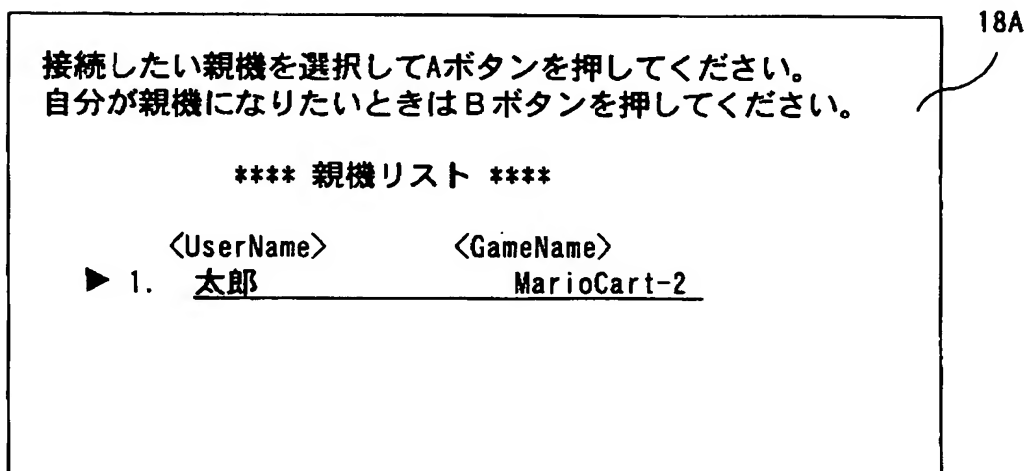 18A
接続したい親機を選択してAボタンを押してください。
自分が親機になりたいときはBボタンを押してください。
**** 親機リスト ****
<UserName> <GameName>
▶ 1. 太郎 MarioCart-2